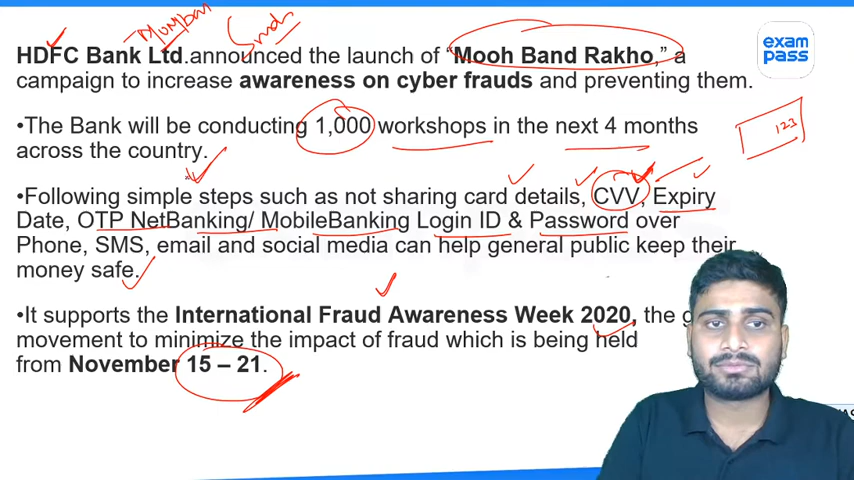 Mumbai
HDFC Bank Ltd.announced the launch of “Mooh Band Rakho,” a
campaign to increase awareness on cyber frauds and preventing them.
exam
pass
•The Bank will be conducting 1,000 workshops in the next 4 months
across the country.
123
•Following simple steps such as not sharing card details, CVV, Expiry
Date, OTP NetBanking/ MobileBanking Login ID & Password over
Phone, SMS, email and social media can help general public keep their
money safe.
•It supports the International Fraud Awareness Week 2020, the g
movement to minimize the impact of fraud which is being held
from November 15 – 21.